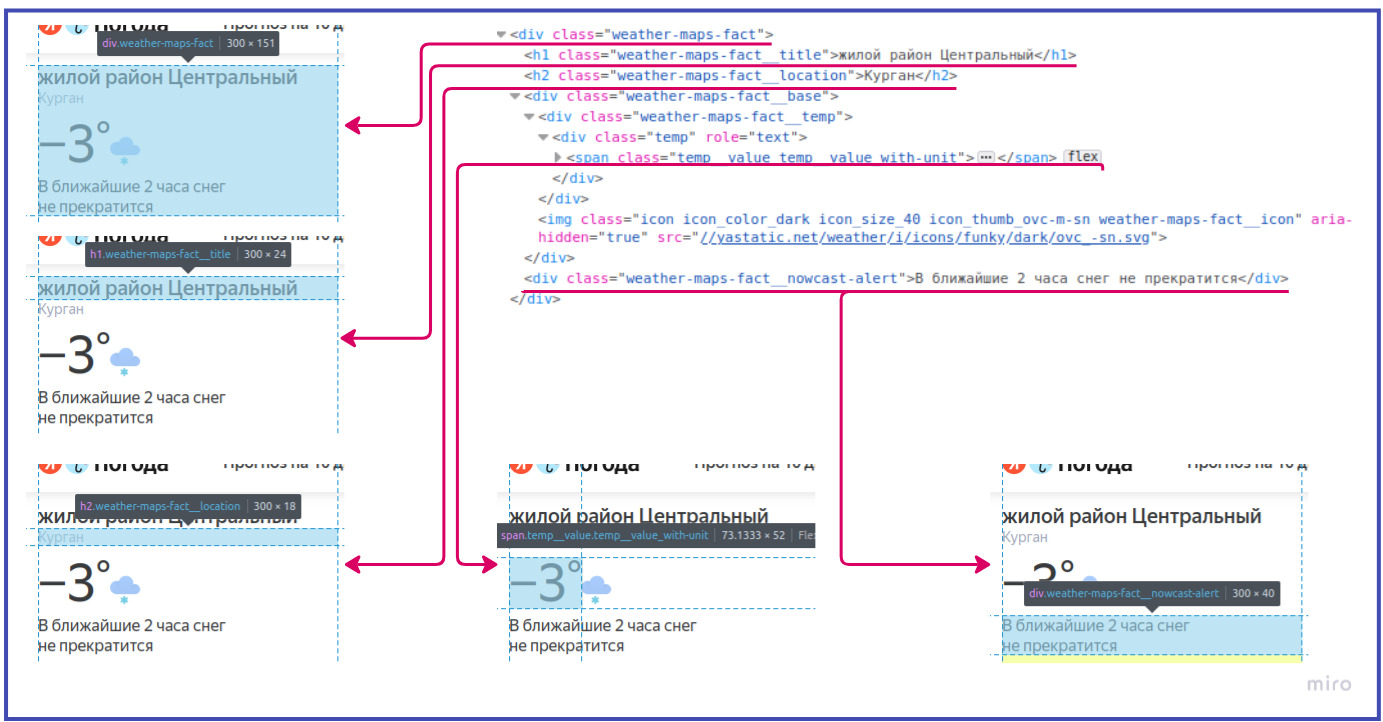 Погода
Прогноз на 10 д
div.weather-maps-fact | 300 × 151
жилой район Центральный
Курган
−3°
В ближайшие 2 часа снег
не прекратится
Погода
h1.weather-maps-fact__title | 300 × 24
жилой район Центральный
Курган
−3°
В ближайшие 2 часа снег
не прекратится
<div class="weather-maps-fact">
<h1 class="weather-maps-fact__title">жилой район Центральный</h1>
<h2 class="weather-maps-fact__location">Курган</h2>
<div class="weather-maps-fact__base">
<div class="weather-maps-fact__temp">
<div class="temp" role="text">
<span class="temp__value temp__value_with-unit">⋯</span> flex
</div>
</div>
<img class="icon icon_color_dark icon_size_40 icon_thumb_ovc-m-sn weather-maps-fact__icon" aria-
hidden="true" src="//yastatic.net/weather/i/icons/funky/dark/ovc_-sn.svg">
</div>
<div class="weather-maps-fact__nowcast-alert">В ближайшие 2 часа снег не прекратится</div>
</div>
Погода
Прогноз на 10 д
h2.weather-maps-fact__location | 300 × 18
жилой район Центральный
Курган
−3°
В ближайшие 2 часа снег
не прекратится
Погода
Прогноз на 10 д
жилой район Центральный
span.temp__value.temp__value_with-unit | 73.1333 × 52 | Fle
−3°
В ближайшие 2 часа снег
не прекратится
Погода
Прогноз на 10 д
жилой район Центральный
Курган
−3°
div.weather-maps-fact__nowcast-alert | 300 × 40
В ближайшие 2 часа снег
не прекратится
miro